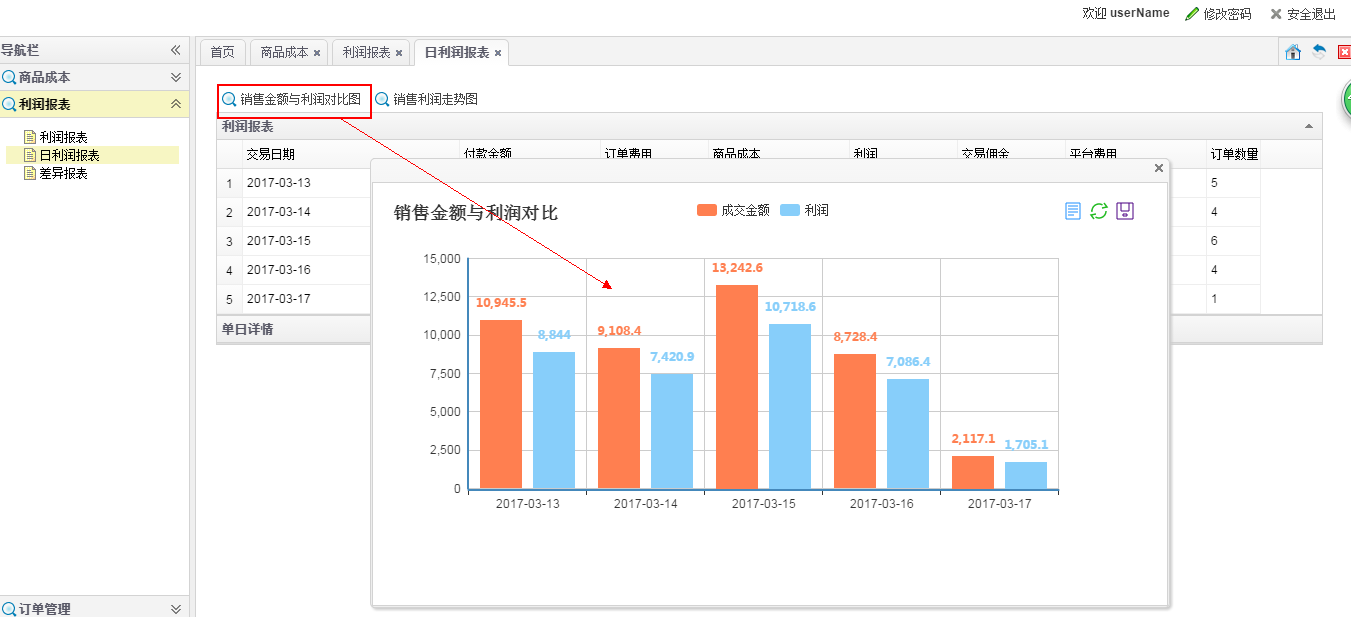 欢迎 userName 修改密码 安全退出
导航栏
首页 商品成本 利润报表 日利润报表
商品成本
利润报表
利润报表
日利润报表
差异报表
订单管理
销售金额与利润对比图 销售利润走势图
利润报表
交易日期 付款金额 订单费用 商品成本 利润 交易佣金 平台费用 订单数量
1 2017-03-13 5
2 2017-03-14 4
3 2017-03-15 6
4 2017-03-16 4
5 2017-03-17 1
单日详情
销售金额与利润对比
成交金额 利润
15,000
12,500
10,000
7,500
5,000
2,500
0
10,945.5
8,844
9,108.4
7,420.9
13,242.6
10,718.6
8,728.4
7,086.4
2,117.1
1,705.1
2017-03-13 2017-03-14 2017-03-15 2017-03-16 2017-03-17